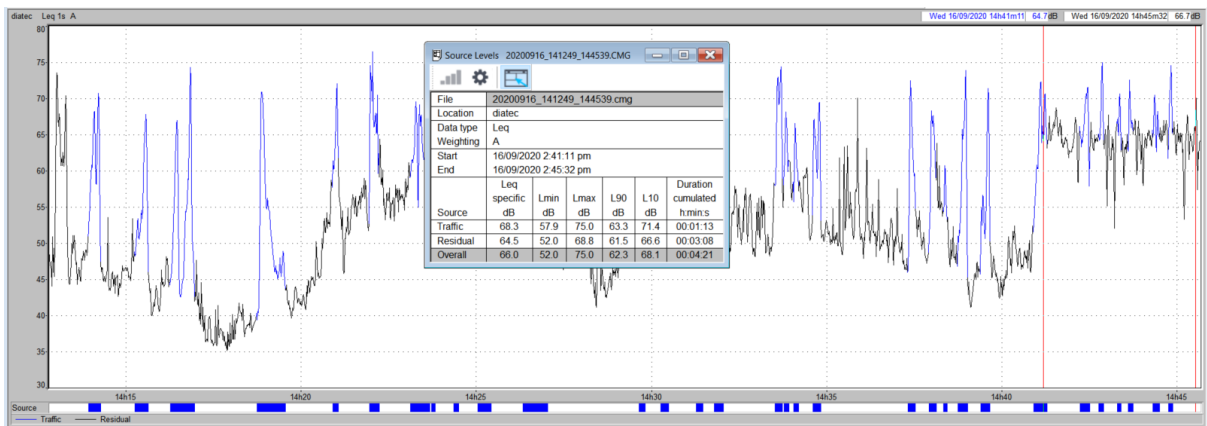 diatec Leq 1s A
Wed 16/09/2020 14h41m11 64.7dB Wed 16/09/2020 14h45m32 66.7dB
80
75
70
65
60
55
50
45
40
35
30
14h15 14h20 14h25 14h30 14h35 14h40 14h45
Source
Traffic Residual
Source Levels 20200916_141249_144539.CMG
File 20200916_141249_144539.cmg
Location diatec
Data type Leq
Weighting A
Start 16/09/2020 2:41:11 pm
End 16/09/2020 2:45:32 pm
Leq Duration
specific Lmin Lmax L90 L10 cumulated
Source dB dB dB dB dB h:min:s
Traffic 68.3 57.9 75.0 63.3 71.4 00:01:13
Residual 64.5 52.0 68.8 61.5 66.6 00:03:08
Overall 66.0 52.0 75.0 62.3 68.1 00:04:21